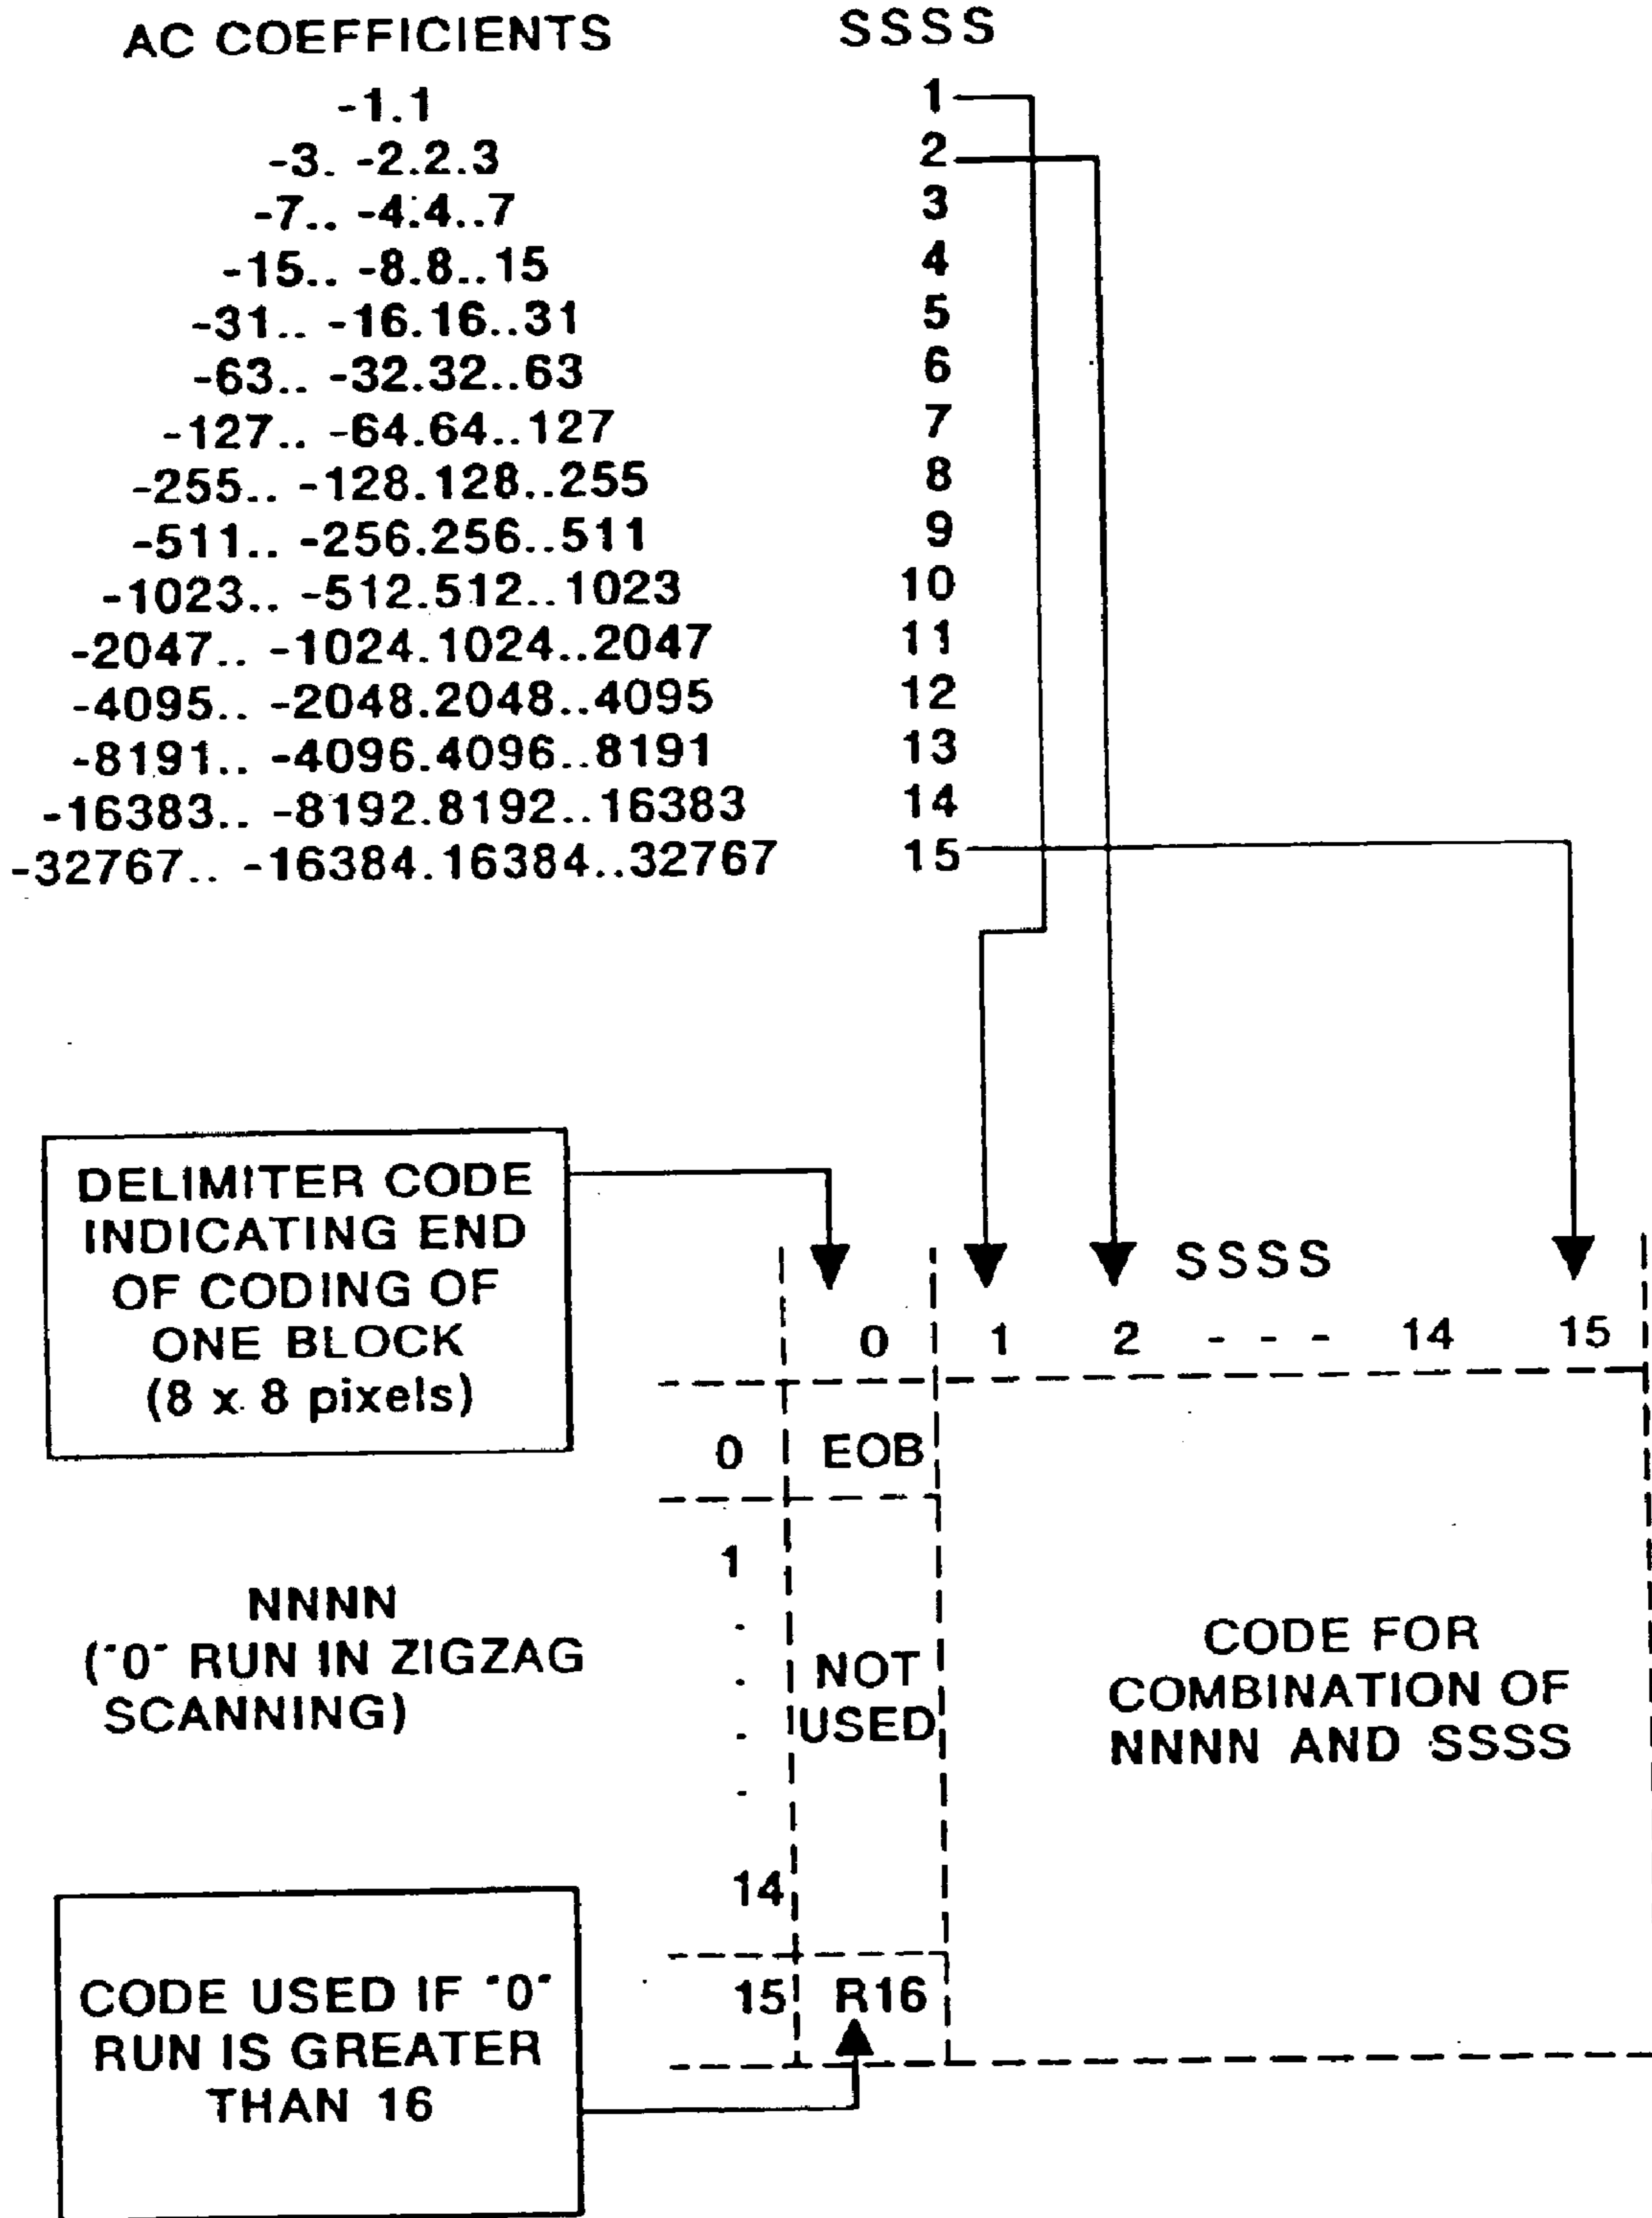 AC COEFFICIENTS SSSS
-1.1 1
-3. -2.2.3 2
-7.. -4.4..7 3
-15.. -8.8..15 4
-31.. -16.16..31 5
-63.. -32.32..63 6
-127.. -64.64..127 7
-255.. -128.128..255 8
-511.. -256.256..511 9
-1023.. -512.512..1023 10
-2047.. -1024.1024..2047 11
-4095.. -2048.2048..4095 12
-8191.. -4096.4096..8191 13
-16383.. -8192.8192..16383 14
-32767.. -16384.16384..32767 15
DELIMITER CODE
INDICATING END
OF CODING OF
ONE BLOCK
(8 x 8 pixels)
SSSS
0 1 2 - - - 14 15
0 EOB
1
NNNN
("0" RUN IN ZIGZAG
SCANNING)
NOT
USED
CODE FOR
COMBINATION OF
NNNN AND SSSS
14
15 R16
CODE USED IF "0"
RUN IS GREATER
THAN 16